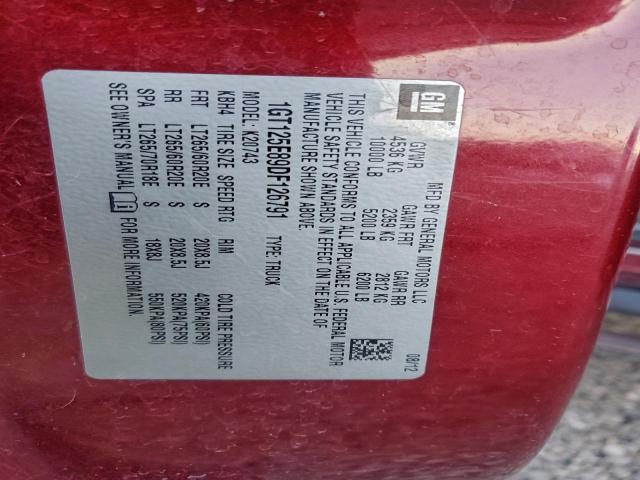 GM
MFD BY GENERAL MOTORS LLC 08/12
GVWR GAWR FRT GAWR RR
4536 KG 2359 KG 2812 KG
10000 LB 5200 LB 6200 LB
THIS VEHICLE CONFORMS TO ALL APPLICABLE U.S. FEDERAL MOTOR
VEHICLE SAFETY STANDARDS IN EFFECT ON THE DATE OF
MANUFACTURE SHOWN ABOVE.
1GT125E89DF126791 TYPE: TRUCK
MODEL: K20743
KBH4 TIRE SIZE SPEED RTG RIM COLD TIRE PRESSURE
FRT LT265/60R20E S 20X8.5J 420KPA(60PSI)
RR LT265/60R20E S 20X8.5J 520KPA(75PSI)
SPA LT265/70R18E S 18X8J 550KPA(80PSI)
SEE OWNER'S MANUAL FOR MORE INFORMATION.